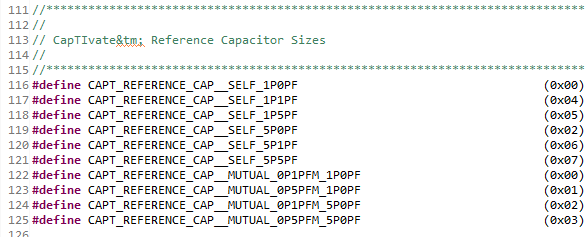 111 //*****************************************************************************
112 //
113 // CapTIvate&tm; Reference Capacitor Sizes
114 //
115 //*****************************************************************************
116 #define CAPT_REFERENCE_CAP__SELF_1P0PF (0x00)
117 #define CAPT_REFERENCE_CAP__SELF_1P1PF (0x04)
118 #define CAPT_REFERENCE_CAP__SELF_1P5PF (0x05)
119 #define CAPT_REFERENCE_CAP__SELF_5P0PF (0x02)
120 #define CAPT_REFERENCE_CAP__SELF_5P1PF (0x06)
121 #define CAPT_REFERENCE_CAP__SELF_5P5PF (0x07)
122 #define CAPT_REFERENCE_CAP__MUTUAL_0P1PFM_1P0PF (0x00)
123 #define CAPT_REFERENCE_CAP__MUTUAL_0P5PFM_1P0PF (0x01)
124 #define CAPT_REFERENCE_CAP__MUTUAL_0P1PFM_5P0PF (0x02)
125 #define CAPT_REFERENCE_CAP__MUTUAL_0P5PFM_5P0PF (0x03)
126